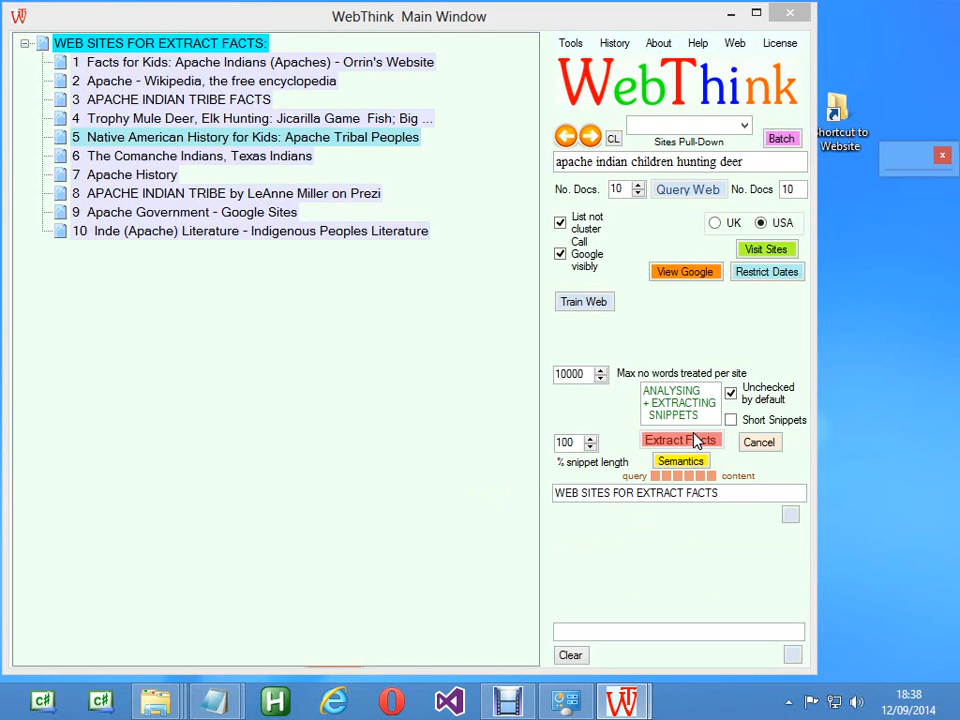 WebThink Main Window
WEB SITES FOR EXTRACT FACTS:
1 Facts for Kids: Apache Indians (Apaches) - Orrin's Website
2 Apache - Wikipedia, the free encyclopedia
3 APACHE INDIAN TRIBE FACTS
4 Trophy Mule Deer, Elk Hunting: Jicarilla Game Fish; Big ...
5 Native American History for Kids: Apache Tribal Peoples
6 The Comanche Indians, Texas Indians
7 Apache History
8 APACHE INDIAN TRIBE by LeAnne Miller on Prezi
9 Apache Government - Google Sites
10 Inde (Apache) Literature - Indigenous Peoples Literature
Tools History About Help Web License
WebThink
CL
Sites Pull-Down
Batch
apache indian children hunting deer
No. Docs. 10 Query Web No. Docs 10
List not
cluster
UK USA
Call
Google
visibly
Visit Sites
View Google Restrict Dates
Train Web
10000 Max no words treated per site
ANALYSING
+ EXTRACTING
SNIPPETS
Unchecked
by default
Short Snippets
100 Extract Facts Cancel
% snippet length Semantics
query content
WEB SITES FOR EXTRACT FACTS
Clear
Shortcut to
Website
18:38
12/09/2014